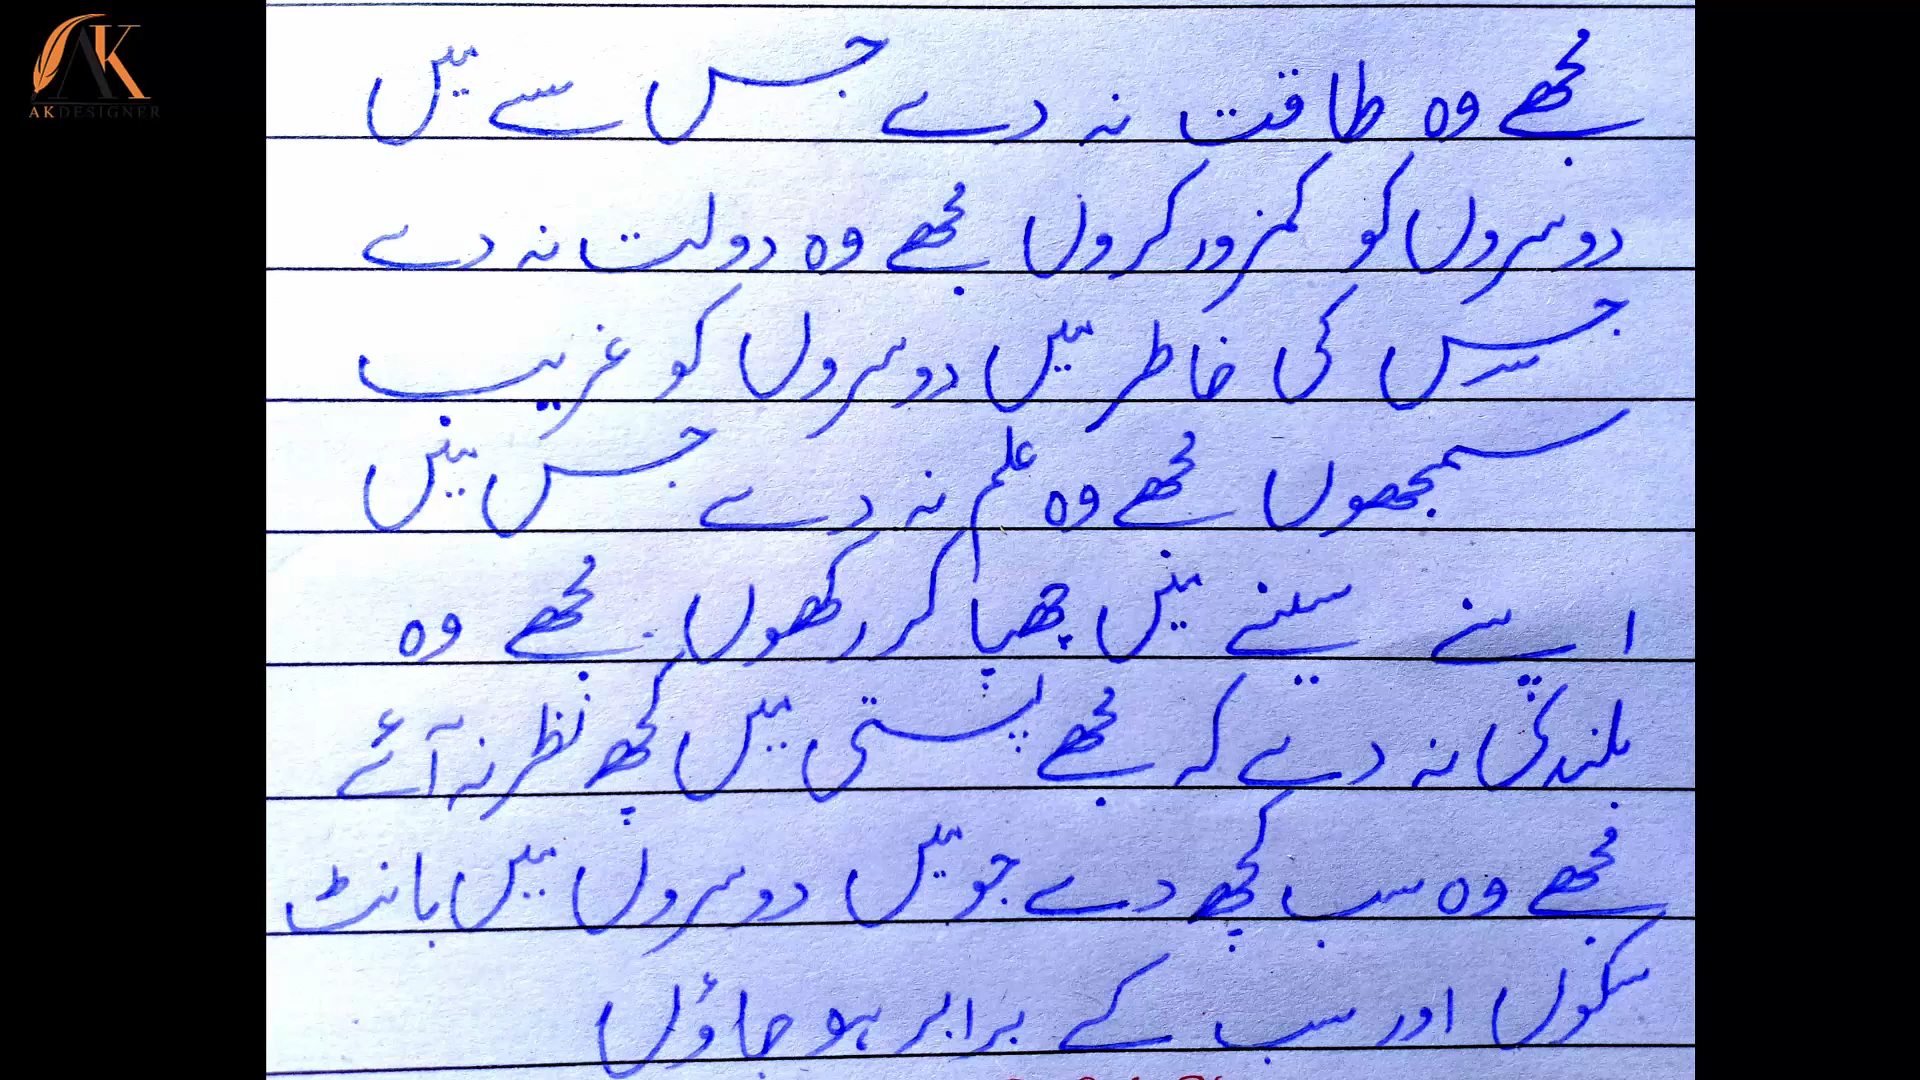 AK
AKDESIGNER
مجھے وہ طاقت نہ دے جس سے میں
دوسروں کو کمزور کروں مجھے وہ دولت نہ دے
جس کی خاطر میں دوسروں کو غریب
سمجھوں مجھے وہ علم نہ دے جس میں
اپنے سینے میں چھپا کر رکھوں۔ مجھے وہ
بلندی نہ دے کہ مجھے پستی میں کچھ نظر نہ آئے
مجھے وہ سب کچھ دے جو میں دوسروں میں بانٹ
سکوں اور سب کے برابر ہو جاؤں